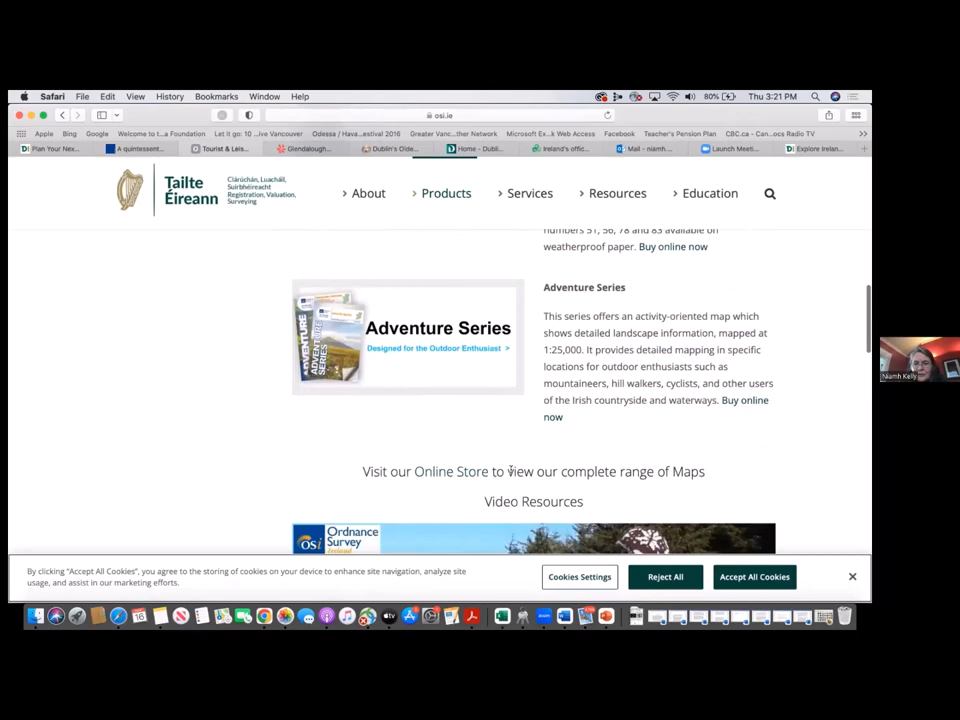 Safari File Edit View History Bookmarks Window Help 80% Thu 3:21 PM
osi.ie
Apple Bing Google Welcome to t...a Foundation Let it go: 10 ...ive Vancouver Odessa / Hava...estival 2016 Greater Vanc...ther Network Microsoft Ex...k Web Access Facebook Teacher's Pension Plan CBC.ca - Can...ocs Radio TV
Plan Your Nex... A quintessent... Tourist & Leis... Glendalough... Dublin's Olde... Home - Dubli... Ireland's offic... Mail - niamh.... Launch Meeti... Explore Irelan...
Tailte
Éireann
Clárúchán, Luacháil,
Suirbhéireacht
Registration, Valuation,
Surveying
About Products Services Resources Education
numbers 51, 56, 78 and 83 available on
weatherproof paper. Buy online now
Adventure Series
ADVENTURE
SERIES
Adventure Series
Designed for the Outdoor Enthusiast >
This series offers an activity-oriented map which
shows detailed landscape information, mapped at
1:25,000. It provides detailed mapping in specific
locations for outdoor enthusiasts such as
mountaineers, hill walkers, cyclists, and other users
of the Irish countryside and waterways. Buy online
now
Visit our Online Store to view our complete range of Maps
Video Resources
osi Ordnance
Survey
Ireland
By clicking "Accept All Cookies", you agree to the storing of cookies on your device to enhance site navigation, analyze site
usage, and assist in our marketing efforts.
Cookies Settings Reject All Accept All Cookies
Niamh Kelly
16